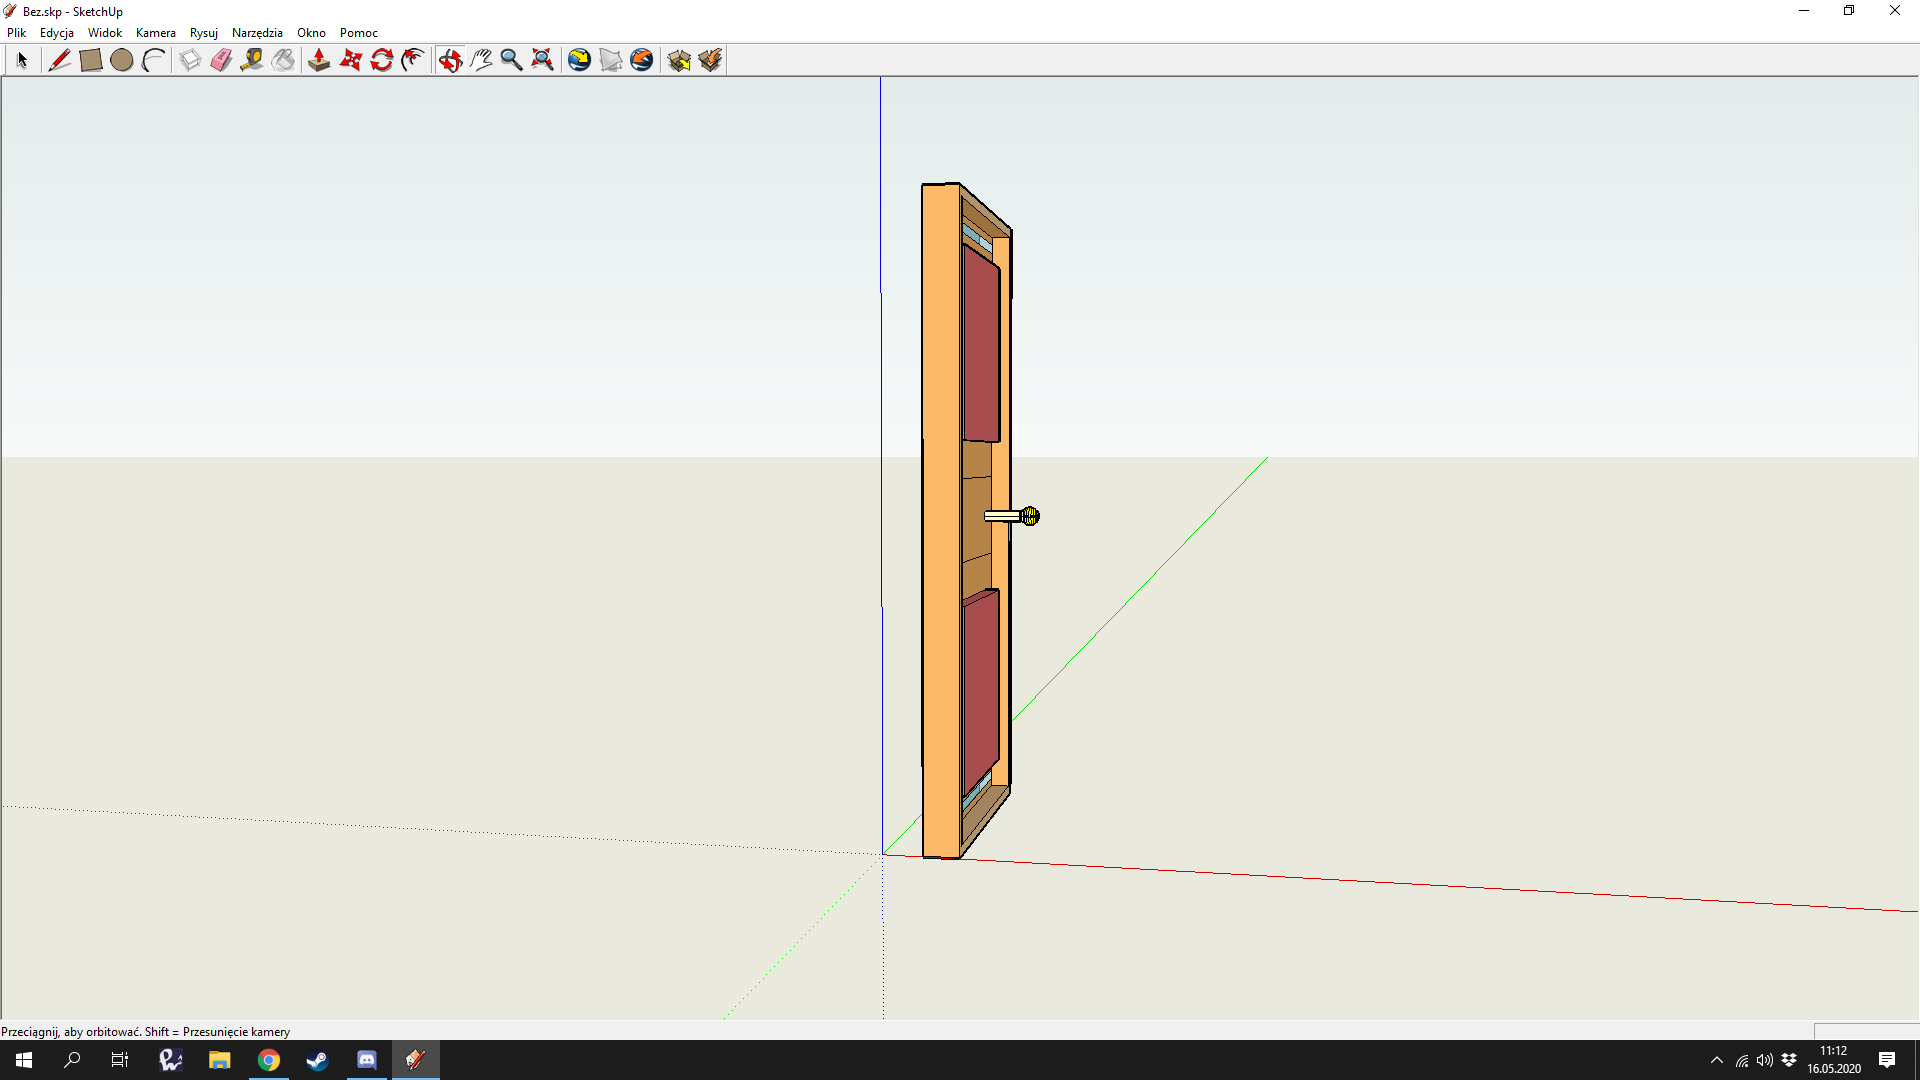 Bez.skp - SketchUp
Plik Edycja Widok Kamera Rysuj Narzędzia Okno Pomoc
Przeciągnij, aby orbitować. Shift = Przesunięcie kamery
11:12
16.05.2020